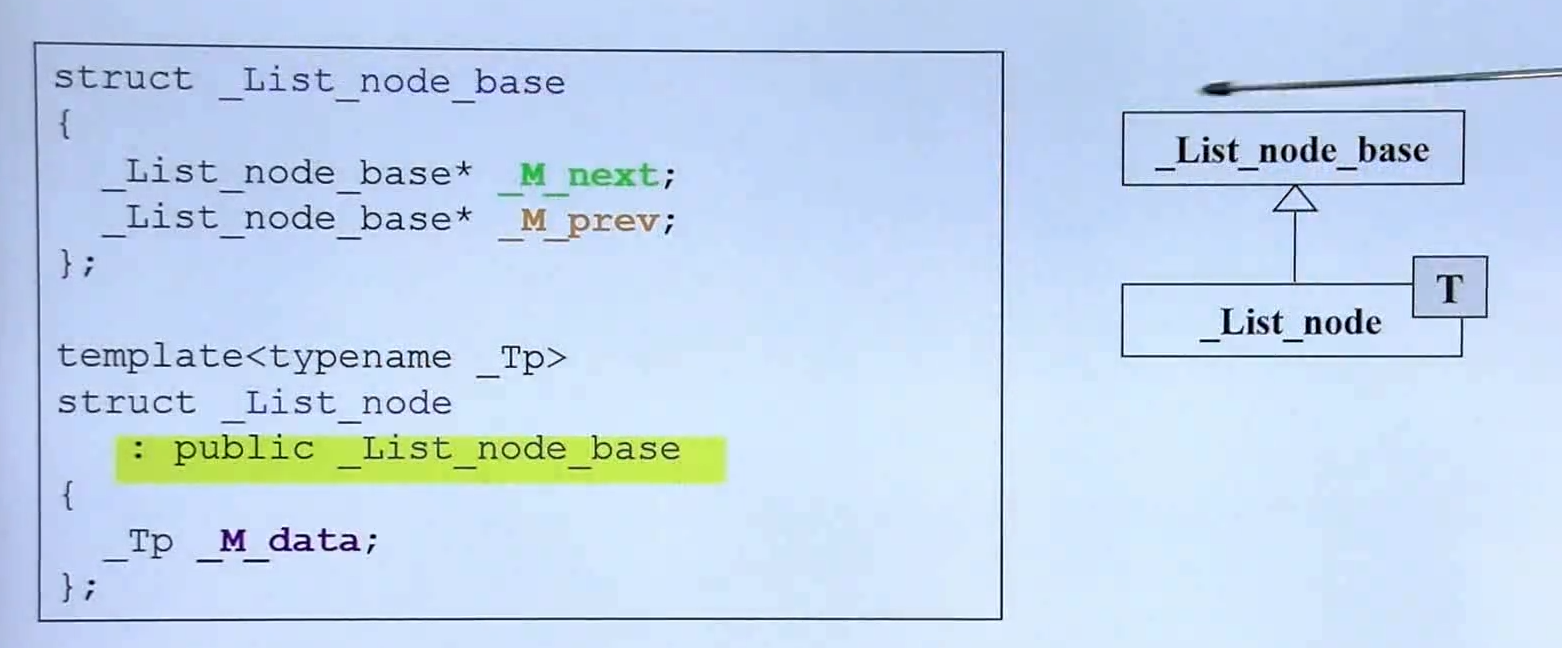 struct _List_node_base
{
_List_node_base* _M_next;
_List_node_base* _M_prev;
};
template<typename _Tp>
struct _List_node
: public _List_node_base
{
_Tp _M_data;
};
_List_node_base
T
_List_node